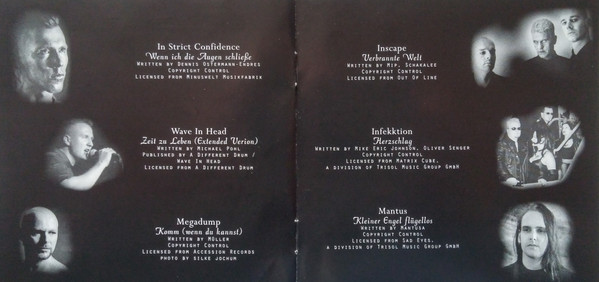 In Strict Confidence
Wenn ich die Augen schließe
Written by Dennis Ostermann-Endres
Copyright Control
Licensed from Minuswelt Musikfabrik
Wave In Head
Zeit zu Leben (Extended Verion)
Written by Michael Pohl
Published by A Different Drum /
Wave In Head
Licensed from A Different Drum
Megadump
Komm (wenn du kannst)
Written by Möller
Copyright Control
Licensed from Accession Records
photo by silke jochum
Inscape
Verbrannte Welt
Written by Mip, Schakalee
Copyright Control
Licensed from Out Of Line
Infekktion
Herzschlag
Written by Mike Eric Johnson, Oliver Senger
Copyright Control
Licensed from Matrix Cube,
a division of Trisol Music Group GmbH
Mantus
Kleiner Engel flügellos
Written by Mantusa
Copyright Control
Licensed from Sad Eyes,
a division of Trisol Music Group GmbH